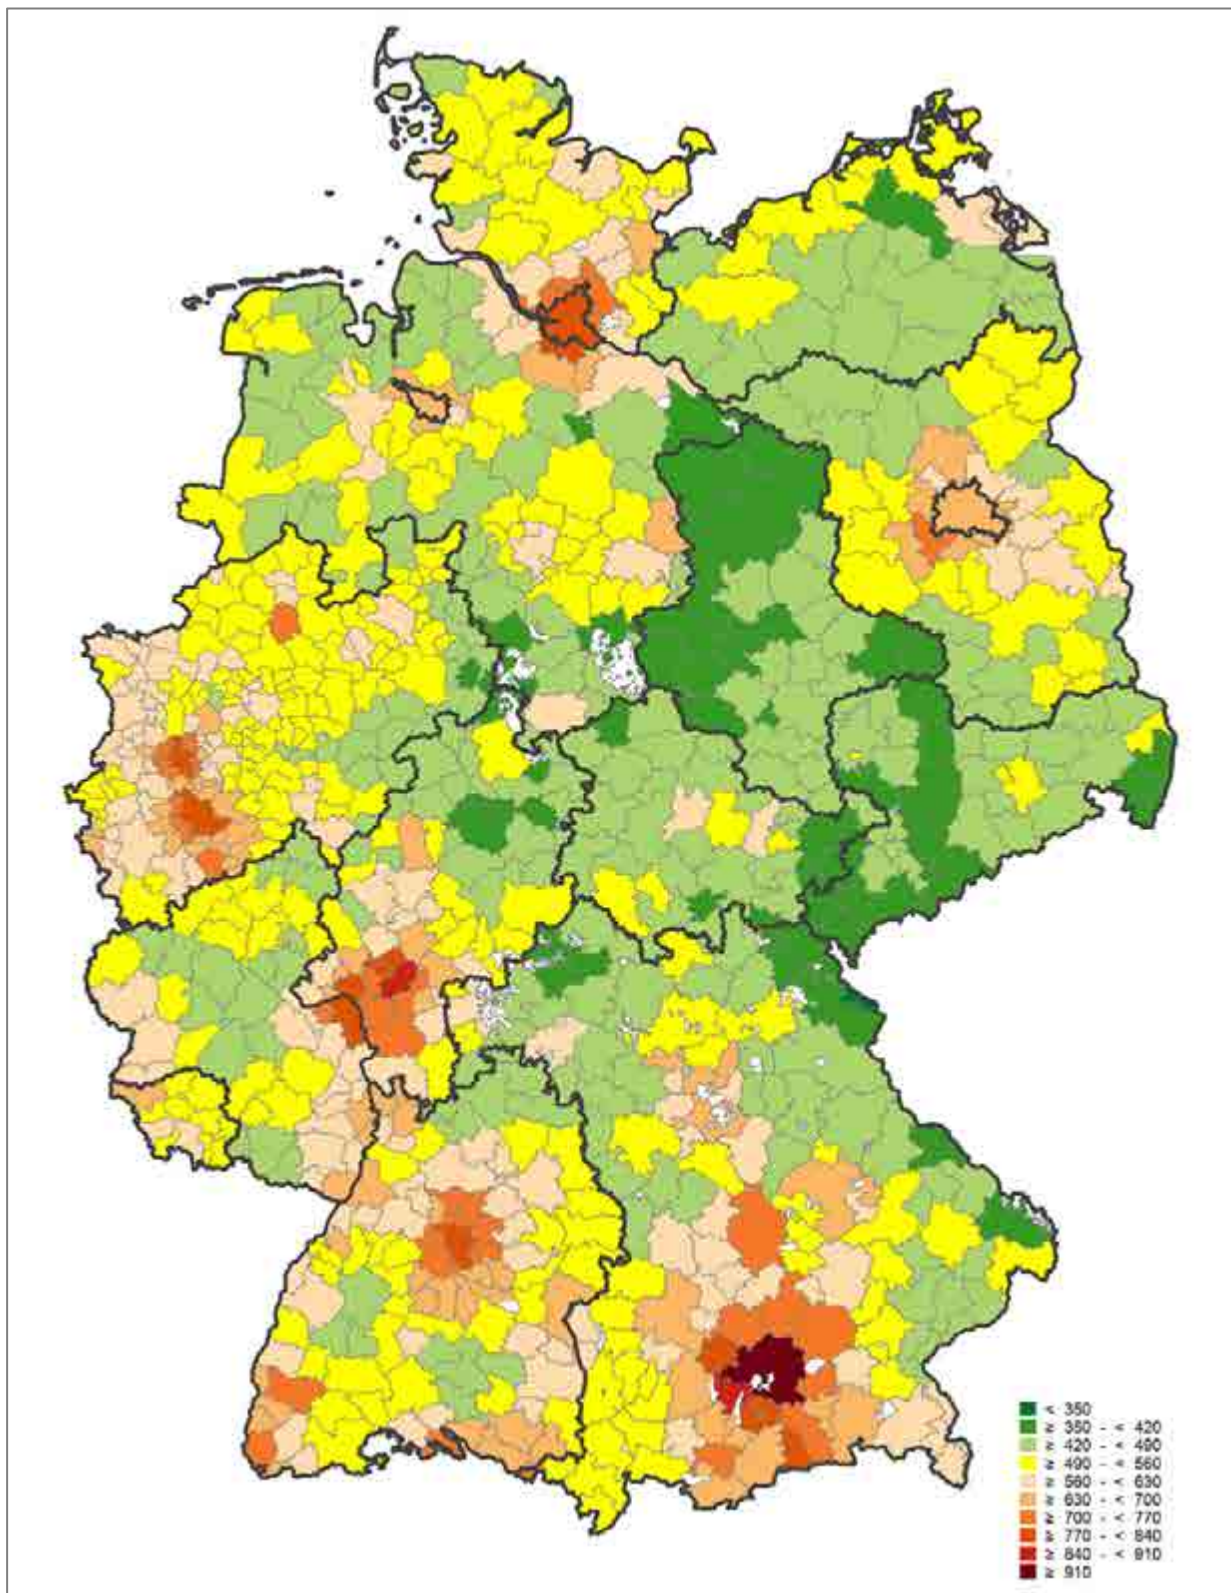 < 350
≥ 350 - < 420
≥ 420 - < 490
≥ 490 - < 560
≥ 560 - < 630
≥ 630 - < 700
≥ 700 - < 770
≥ 770 - < 840
≥ 840 - < 910
≥ 910